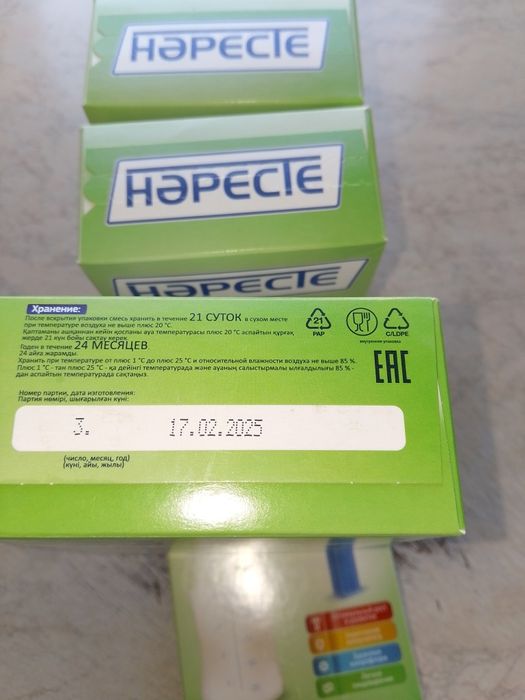 НӘРЕСТЕ
НӘРЕСТЕ
НӘРЕСТЕ
Хранение:
После вскрытия упаковки смесь хранить в течение 21 СУТОК в сухом месте
при температуре воздуха не выше плюс 20 °С.
Қаптаманы ашқаннан кейін қоспаны ауа температурасы плюс 20 °С аспайтын құрғақ
жерде 21 күн бойы сақтау керек.
Годен в течение 24 МЕСЯЦЕВ.
24 айға жарамды.
Хранить при температуре от плюс 1 °С до плюс 25 °С и относительной влажности воздуха не выше 85 %.
Плюс 1 °С - тан плюс 25 °С - қа дейінгі температурада және ауаның салыстырмалы ылғалдылығы 85 % -
дан аспайтын температурада сақтаңыз.
21
PAP
4
C/LDPE
внутренняя упаковка
ЕАС
Номер партии, дата изготовления:
Партия нөмірі, шығарылған күні:
3. 17.02.2025
(число, месяц, год)
(күні, айы, жылы)